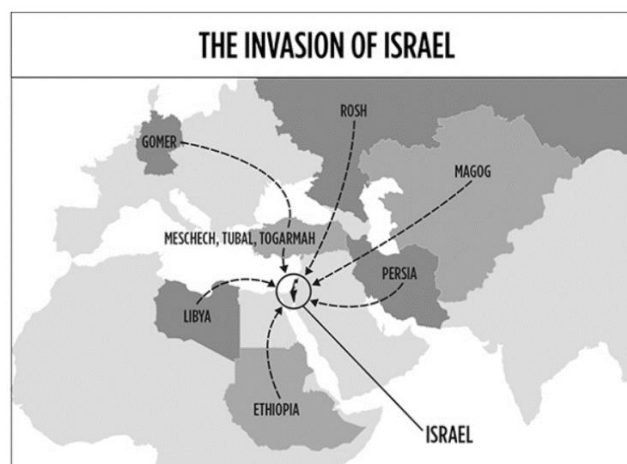 THE INVASION OF ISRAEL
ROSH
GOMER
MAGOG
MESCHECH, TUBAL, TOGARMAH
PERSIA
LIBYA
ETHIOPIA
ISRAEL